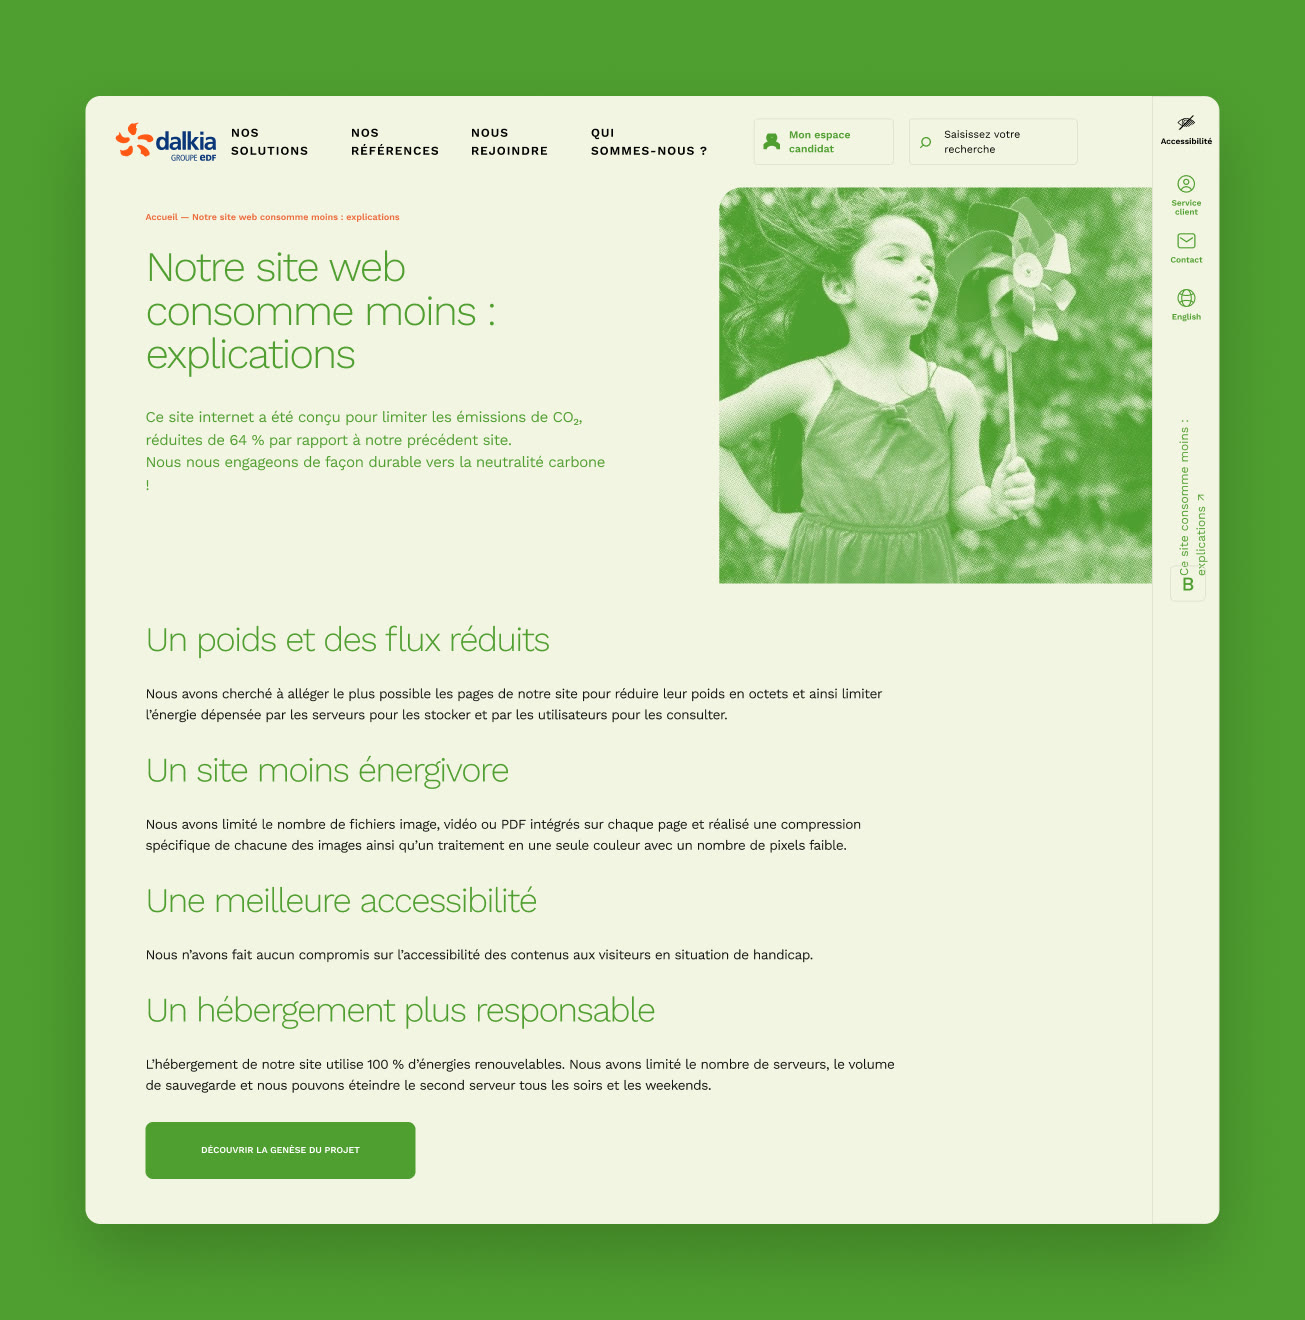 dalkia
GROUPE eDF
NOS
SOLUTIONS
NOS
RÉFÉRENCES
NOUS
REJOINDRE
QUI
SOMMES-NOUS ?
Mon espace
candidat
Saisissez votre
recherche
Accessibilité
Service
client
Contact
English
Ce site consomme moins :
explications ↗
B
Accueil — Notre site web consomme moins : explications
Notre site web
consomme moins :
explications
Ce site internet a été conçu pour limiter les émissions de CO₂,
réduites de 64 % par rapport à notre précédent site.
Nous nous engageons de façon durable vers la neutralité carbone
!
Un poids et des flux réduits
Nous avons cherché à alléger le plus possible les pages de notre site pour réduire leur poids en octets et ainsi limiter
l’énergie dépensée par les serveurs pour les stocker et par les utilisateurs pour les consulter.
Un site moins énergivore
Nous avons limité le nombre de fichiers image, vidéo ou PDF intégrés sur chaque page et réalisé une compression
spécifique de chacune des images ainsi qu’un traitement en une seule couleur avec un nombre de pixels faible.
Une meilleure accessibilité
Nous n’avons fait aucun compromis sur l’accessibilité des contenus aux visiteurs en situation de handicap.
Un hébergement plus responsable
L’hébergement de notre site utilise 100 % d’énergies renouvelables. Nous avons limité le nombre de serveurs, le volume
de sauvegarde et nous pouvons éteindre le second serveur tous les soirs et les weekends.
DÉCOUVRIR LA GENÈSE DU PROJET